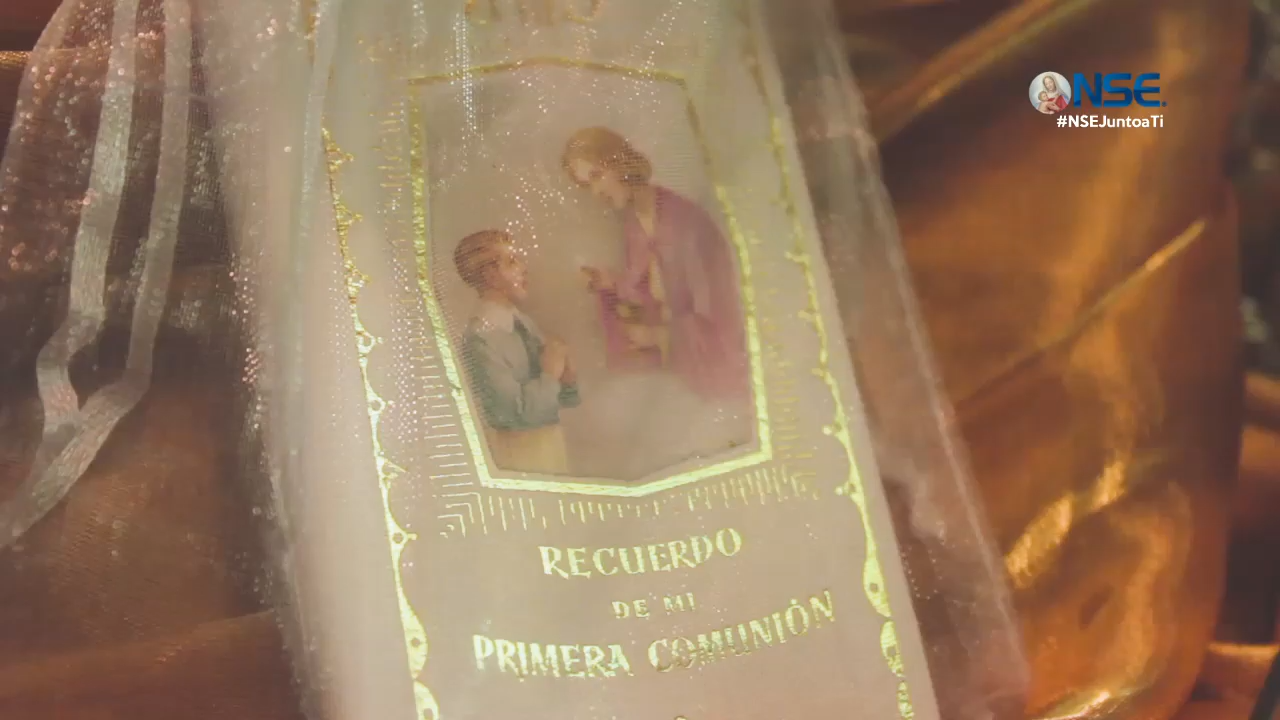 NSE
#NSEJuntoaTi
RECUERDO
DE MI
PRIMERA COMUNIÓN